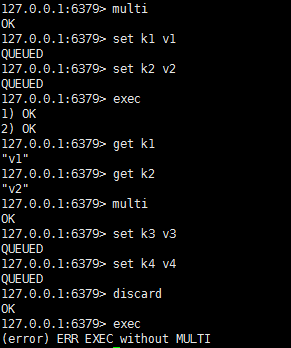 127.0.0.1:6379> multi
OK
127.0.0.1:6379> set k1 v1
QUEUED
127.0.0.1:6379> set k2 v2
QUEUED
127.0.0.1:6379> exec
1) OK
2) OK
127.0.0.1:6379> get k1
"v1"
127.0.0.1:6379> get k2
"v2"
127.0.0.1:6379> multi
OK
127.0.0.1:6379> set k3 v3
QUEUED
127.0.0.1:6379> set k4 v4
QUEUED
127.0.0.1:6379> discard
OK
127.0.0.1:6379> exec
(error) ERR EXEC without MULTI